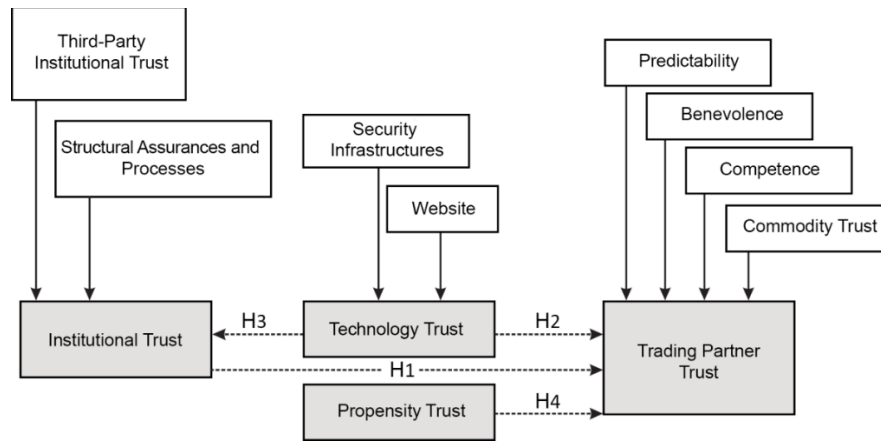 Third-Party
Institutional Trust
Structural Assurances and
Processes
Security
Infrastructures
Website
Predictability
Benevolence
Competence
Commodity Trust
Institutional Trust
H3
Technology Trust
H2
Trading Partner
Trust
H1
Propensity Trust
H4